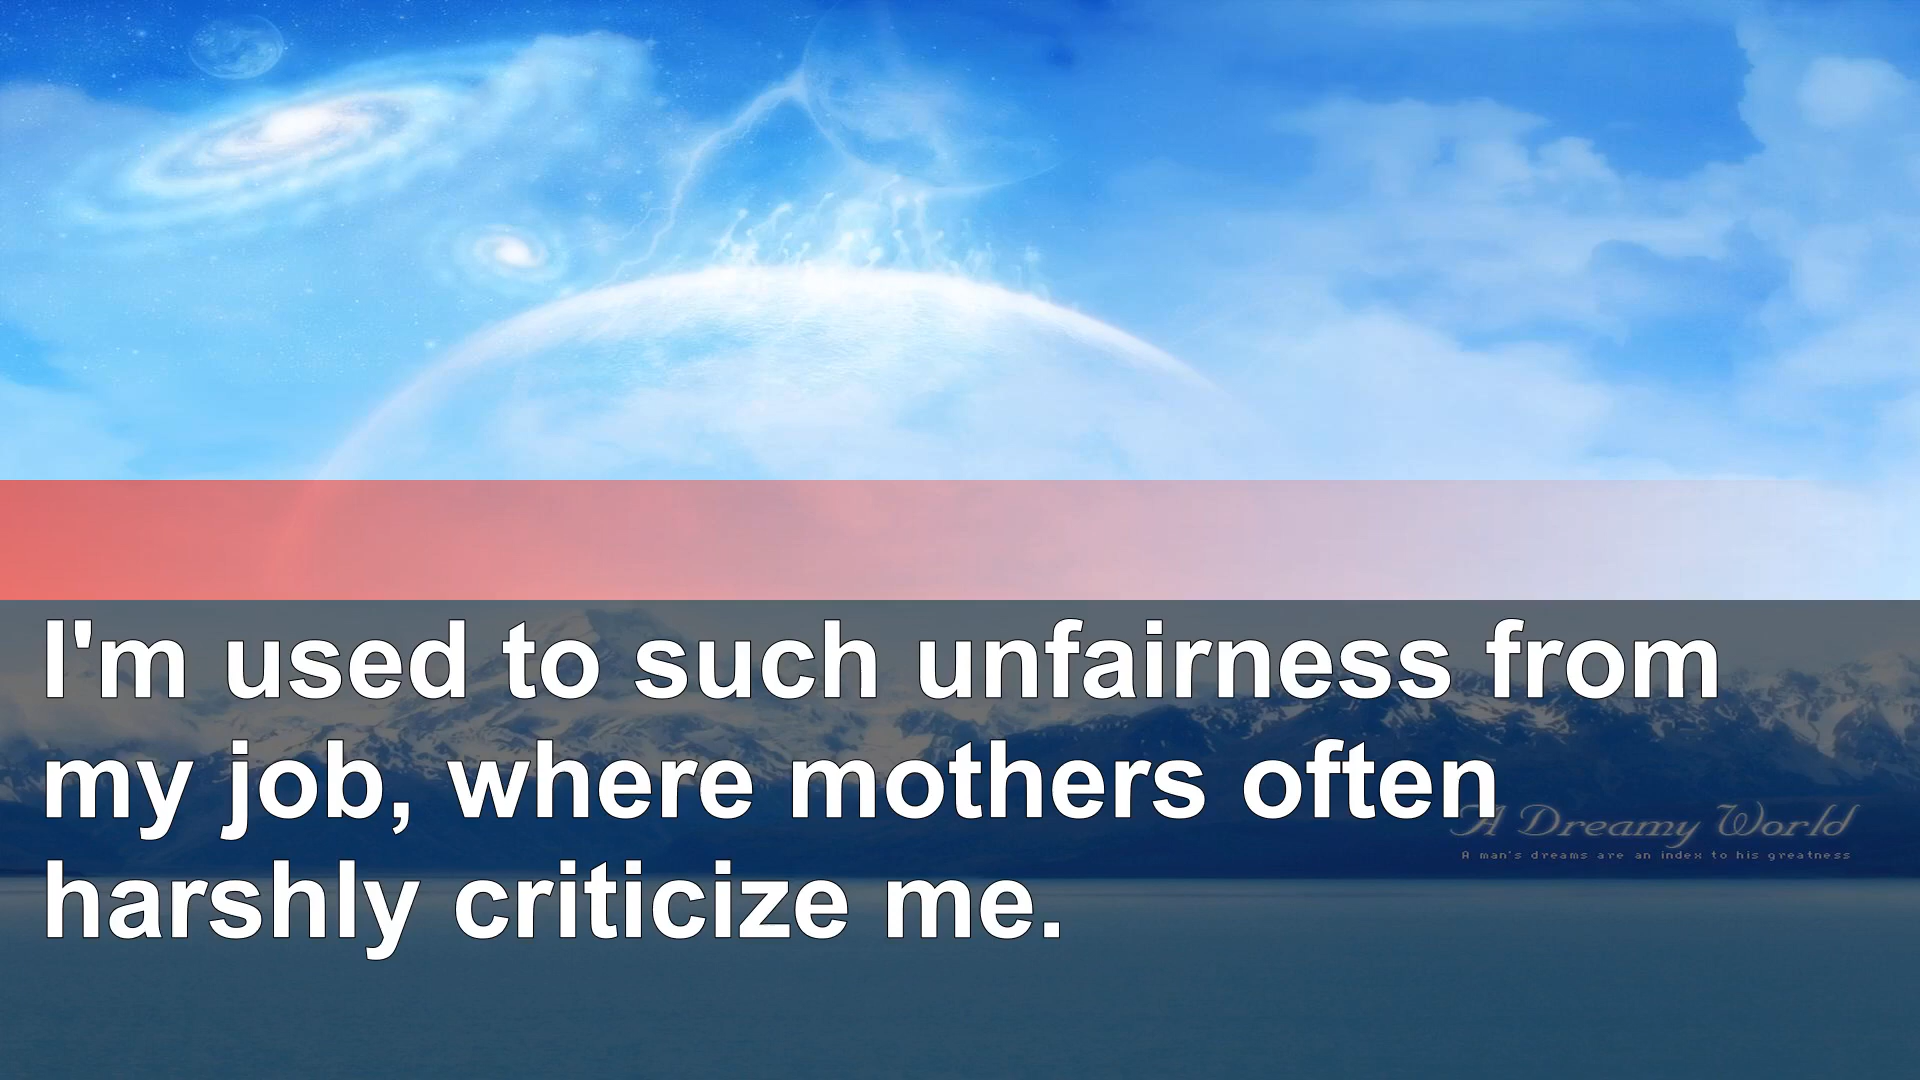 I'm used to such unfairness from
my job, where mothers often
harshly criticize me.
A Dreamy World
A man's dreams are an index to his greatness